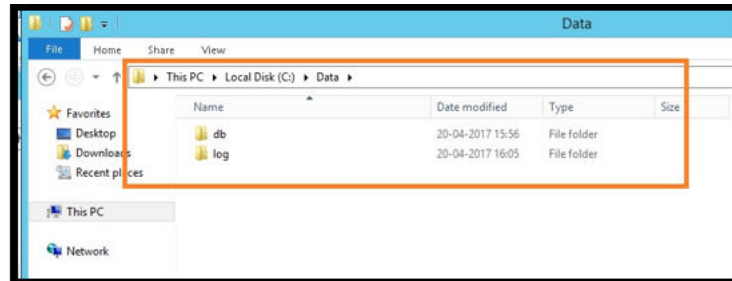 Data
File Home Share View
This PC Local Disk (C:) Data
Favorites
Desktop
Downloads
Recent places
This PC
Network
Name Date modified Type Size
db 20-04-2017 15:56 File folder
log 20-04-2017 16:05 File folder